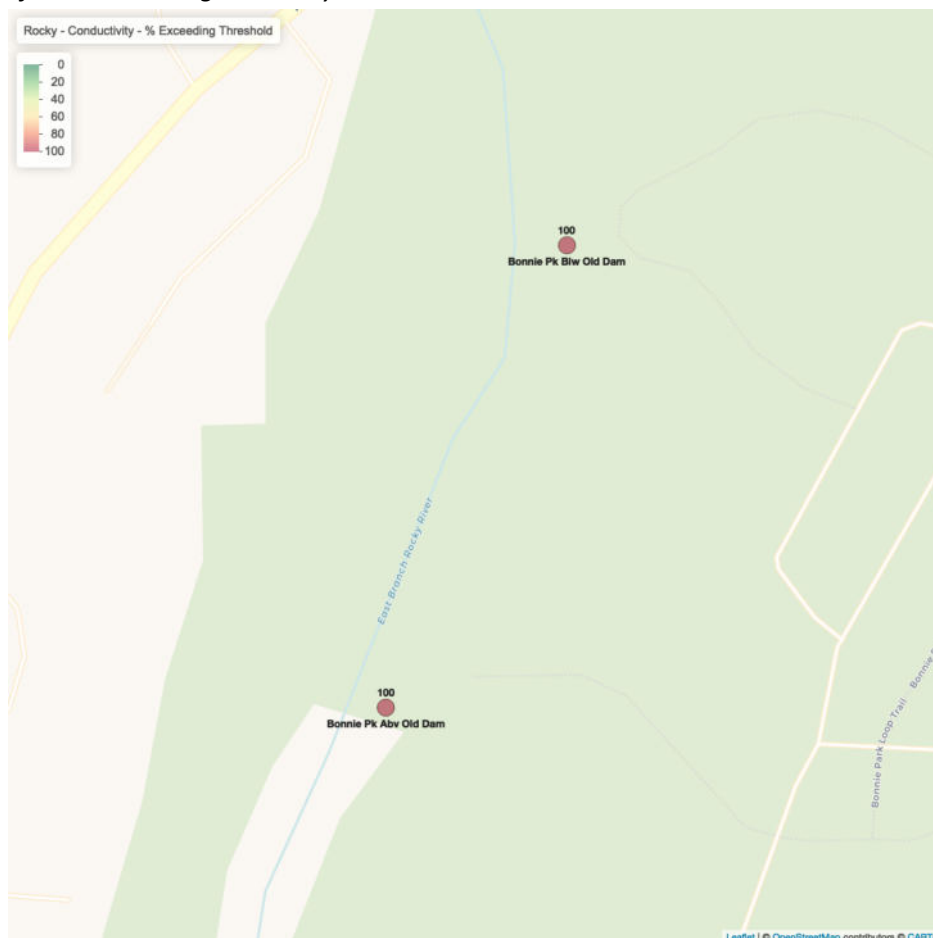 Rocky - Conductivity - % Exceeding Threshold
0
20
40
60
80
100
100
Bonnie Pk Blw Old Dam
East Branch Rocky River
100
Bonnie Pk Abv Old Dam
Bonnie Park Loop Trail
Bonnie
Leaflet | © OpenStreetMap contributors © CART